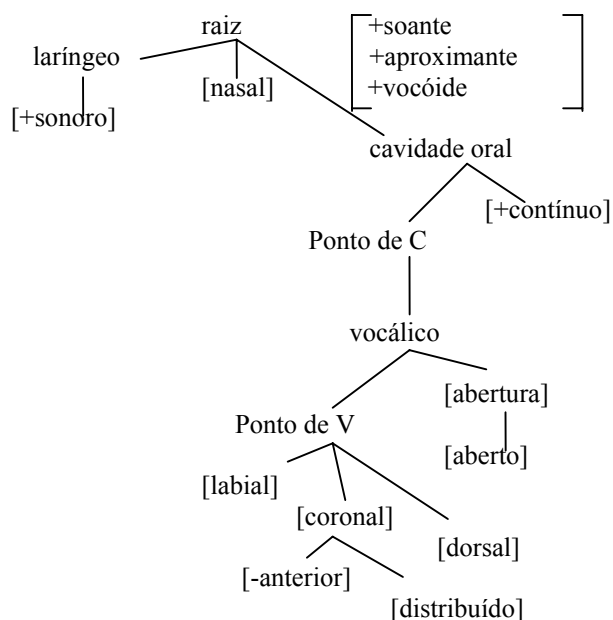 raiz
+soante
laríngeo
+aproximante
[nasal]
+vocóide
[+sonoro]
cavidade oral
[+contínuo]
Ponto de C
vocálico
[abertura]
Ponto de V
[aberto]
[labial]
[coronal]
[dorsal]
[-anterior]
[distribuído]